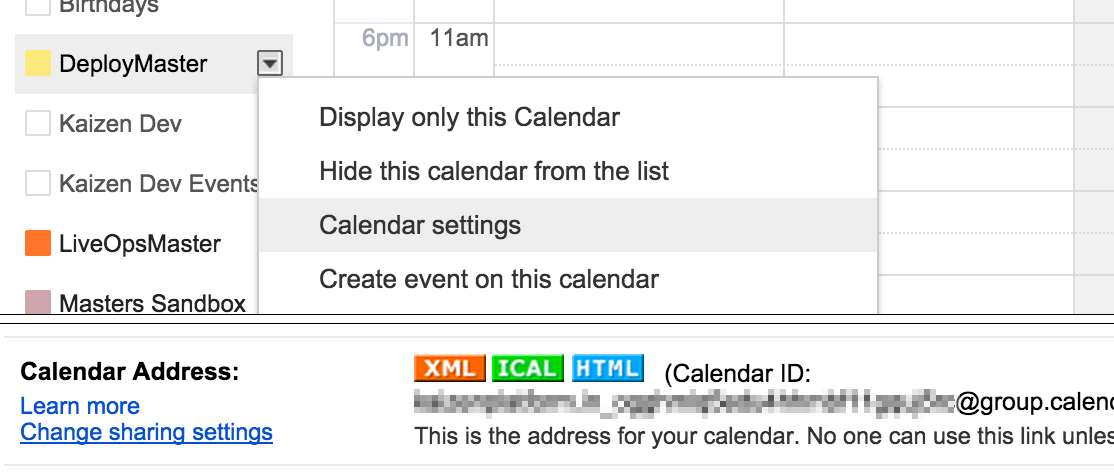 Birthdays
6pm 11am
DeployMaster
Display only this Calendar
Kaizen Dev
Hide this calendar from the list
Kaizen Dev Events
Calendar settings
LiveOpsMaster
Create event on this calendar
Masters Sandbox
Calendar Address:
XML ICAL HTML (Calendar ID:
Learn more
@group.calend
Change sharing settings
This is the address for your calendar. No one can use this link unles